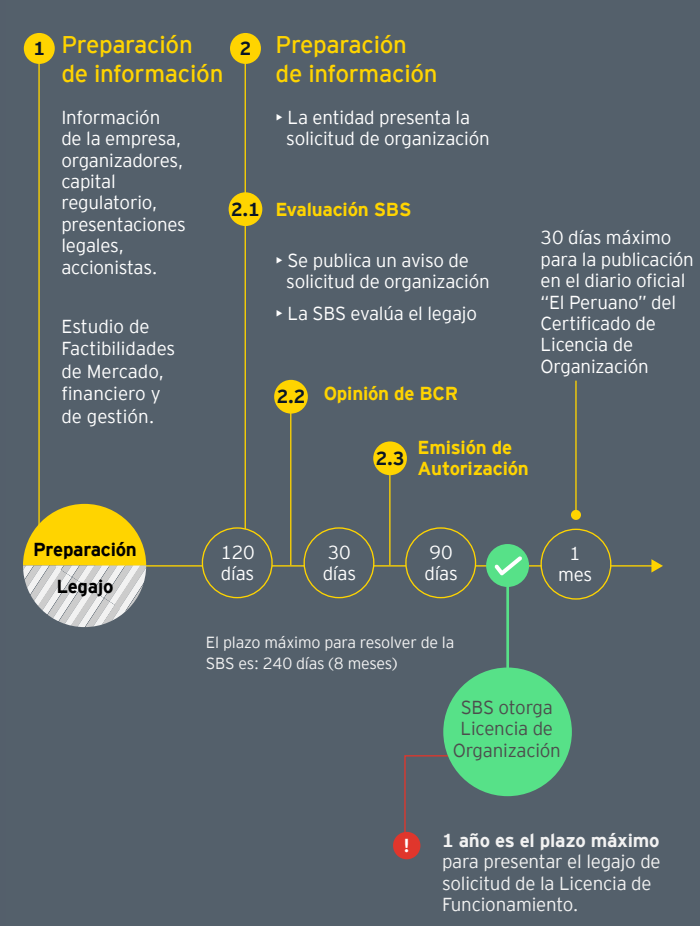 1 Preparación
de información
Información
de la empresa,
organizadores,
capital
regulatorio,
presentaciones
legales,
accionistas.
Estudio de
Factibilidades
de Mercado,
financiero y
de gestión.
2 Preparación
de información
‣ La entidad presenta la
solicitud de organización
2.1 Evaluación SBS
‣ Se publica un aviso de
solicitud de organización
‣ La SBS evalúa el legajo
2.2 Opinión de BCR
2.3 Emisión de
Autorización
30 días máximo
para la publicación
en el diario oficial
“El Peruano” del
Certificado de
Licencia de
Organización
Preparación
Legajo
120
días
30
días
90
días
1
mes
El plazo máximo para resolver de la
SBS es: 240 días (8 meses)
SBS otorga
Licencia de
Organización
!
1 año es el plazo máximo
para presentar el legajo de
solicitud de la Licencia de
Funcionamiento.